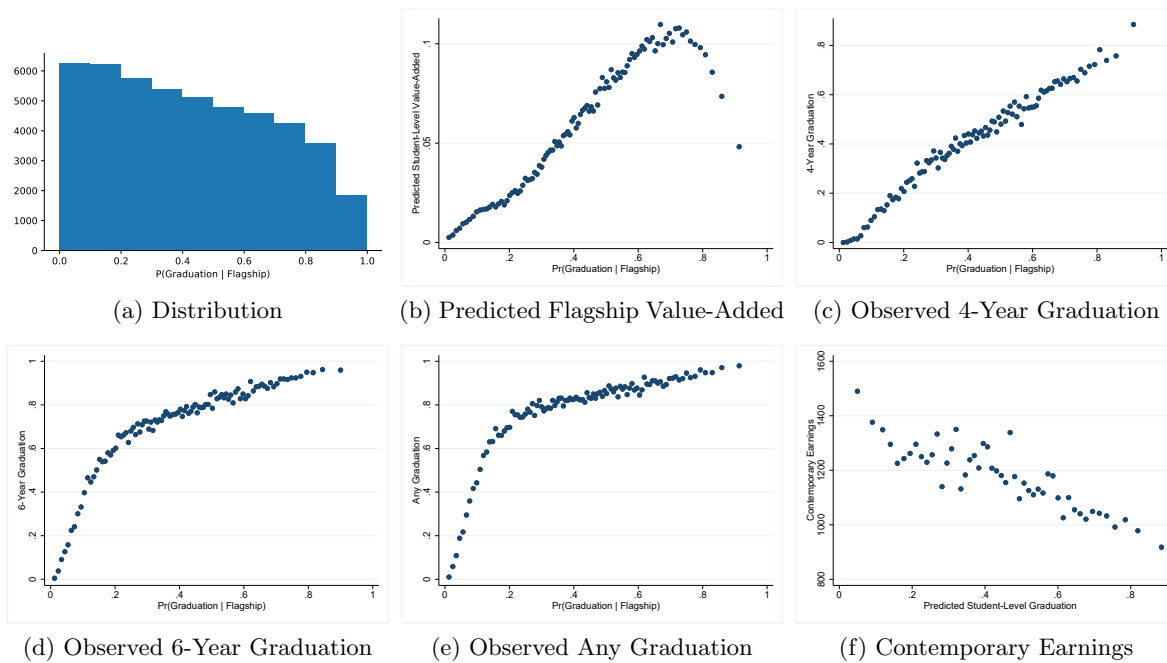 6000
5000
4000
3000
2000
1000
0
0.0 0.2 0.4 0.6 0.8 1.0
P(Graduation | Flagship)
(a) Distribution
Predicted Student-Level Value-Added
.1
.05
0
0 .2 .4 .6 .8 1
Pr(Graduation | Flagship)
(b) Predicted Flagship Value-Added
4-Year Graduation
.8
.6
.4
.2
0
0 .2 .4 .6 .8 1
Pr(Graduation | Flagship)
(c) Observed 4-Year Graduation
6-Year Graduation
1
.8
.6
.4
.2
0
0 .2 .4 .6 .8 1
Pr(Graduation | Flagship)
(d) Observed 6-Year Graduation
Any Graduation
1
.8
.6
.4
.2
0
0 .2 .4 .6 .8 1
Pr(Graduation | Flagship)
(e) Observed Any Graduation
Contemporary Earnings
1600
1400
1200
1000
800
0 .2 .4 .6 .8
Predicted Student-Level Graduation
(f) Contemporary Earnings